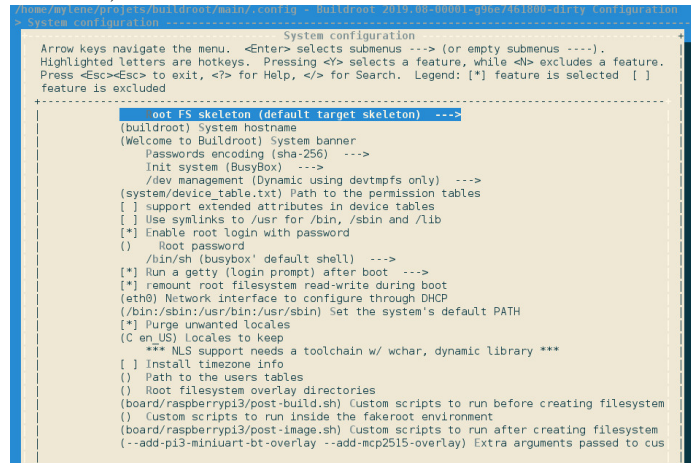 /home/mylene/projets/buildroot/main/.config - Buildroot 2019.08-00001-g96e7461800-dirty Configuration
> System configuration
System configuration
Arrow keys navigate the menu. <Enter> selects submenus ---> (or empty submenus ----).
Highlighted letters are hotkeys. Pressing <Y> selects a feature, while <N> excludes a feature.
Press <Esc><Esc> to exit, <?> for Help, </> for Search. Legend: [*] feature is selected [ ]
feature is excluded
Root FS skeleton (default target skeleton) --->
(buildroot) System hostname
(Welcome to Buildroot) System banner
Passwords encoding (sha-256) --->
Init system (BusyBox) --->
/dev management (Dynamic using devtmpfs only) --->
(system/device_table.txt) Path to the permission tables
[ ] support extended attributes in device tables
[ ] Use symlinks to /usr for /bin, /sbin and /lib
[*] Enable root login with password
() Root password
/bin/sh (busybox' default shell) --->
[*] Run a getty (login prompt) after boot --->
[*] remount root filesystem read-write during boot
(eth0) Network interface to configure through DHCP
(/bin:/sbin:/usr/bin:/usr/sbin) Set the system's default PATH
[*] Purge unwanted locales
(C en_US) Locales to keep
*** NLS support needs a toolchain w/ wchar, dynamic library ***
[ ] Install timezone info
() Path to the users tables
() Root filesystem overlay directories
(board/raspberrypi3/post-build.sh) Custom scripts to run before creating filesystem
() Custom scripts to run inside the fakeroot environment
(board/raspberrypi3/post-image.sh) Custom scripts to run after creating filesystem
(--add-pi3-miniuart-bt-overlay --add-mcp2515-overlay) Extra arguments passed to cus